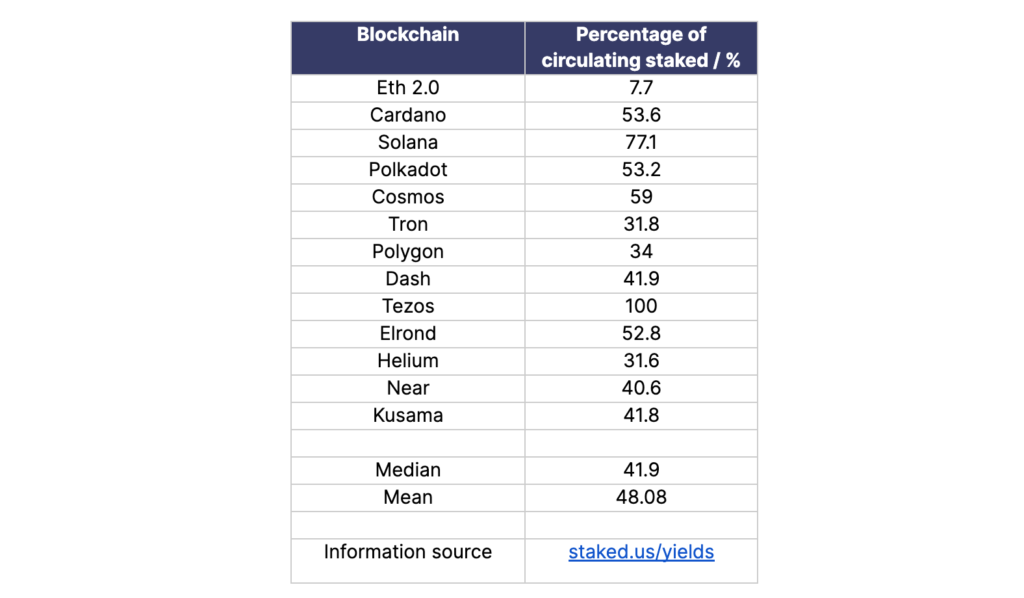 Blockchain Percentage of
circulating staked / %
Eth 2.0 7.7
Cardano 53.6
Solana 77.1
Polkadot 53.2
Cosmos 59
Tron 31.8
Polygon 34
Dash 41.9
Tezos 100
Elrond 52.8
Helium 31.6
Near 40.6
Kusama 41.8
Median 41.9
Mean 48.08
Information source staked.us/yields